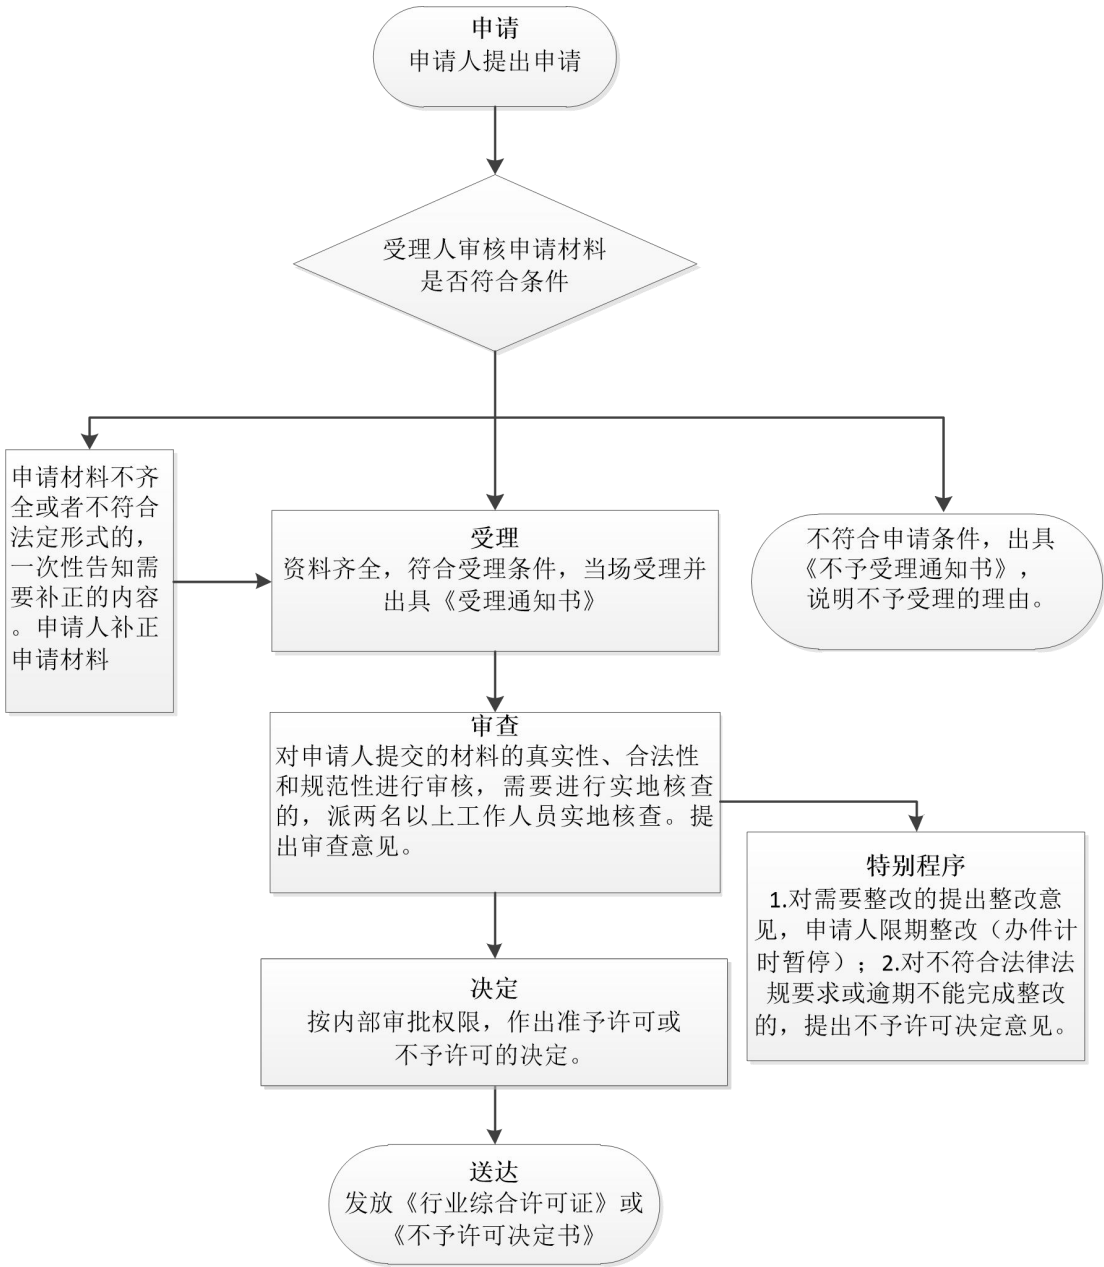 申请
申请人提出申请
受理人审核申请材料
是否符合条件
申请材料不齐
全或者不符合
法定形式的，
一次性告知需
要补正的内容
。申请人补正
申请材料
受理
资料齐全，符合受理条件，当场受理并
出具《受理通知书》
不符合申请条件，出具
《不予受理通知书》，
说明不予受理的理由。
审查
对申请人提交的材料的真实性、合法性
和规范性进行审核，需要进行实地核查
的，派两名以上工作人员实地核查。提
出审查意见。
特别程序
1.对需要整改的提出整改意
见，申请人限期整改（办件计
时暂停）；2.对不符合法律法
规要求或逾期不能完成整改
的，提出不予许可决定意见。
决定
按内部审批权限，作出准予许可或
不予许可的决定。
送达
发放《行业综合许可证》或
《不予许可决定书》